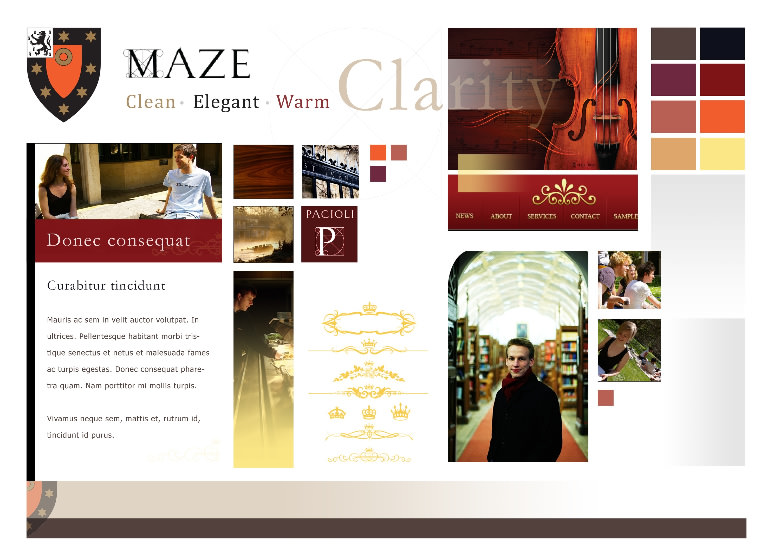 MAZE
Clean • Elegant • Warm
Clarity
NEWS ABOUT SERVICES CONTACT SAMPLE
PACIOLI
P
Donec consequat
Curabitur tincidunt
Mauris ac sem in velit auctor volutpat. In
ultrices. Pellentesque habitant morbi tris-
tique senectus et netus et malesuada fames
ac turpis egestas. Donec consequat phare-
tra quam. Nam porttitor mi mollis turpis.
Vivamus neque sem, mattis et, rutrum id,
tincidunt id purus.